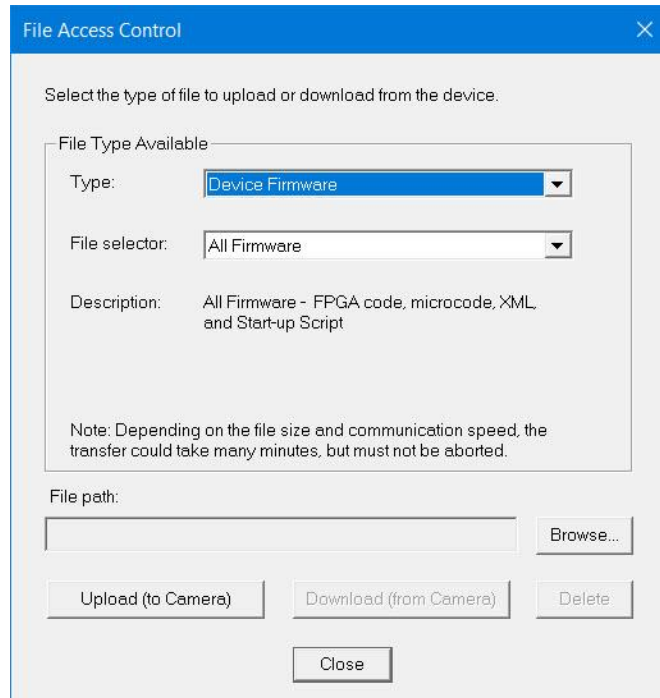 File Access Control
Select the type of file to upload or download from the device.
File Type Available
Type: Device Firmware
File selector: All Firmware
Description: All Firmware - FPGA code, microcode, XML,
and Start-up Script
Note: Depending on the file size and communication speed, the
transfer could take many minutes, but must not be aborted.
File path:
Browse...
Upload (to Camera) Download (from Camera) Delete
Close